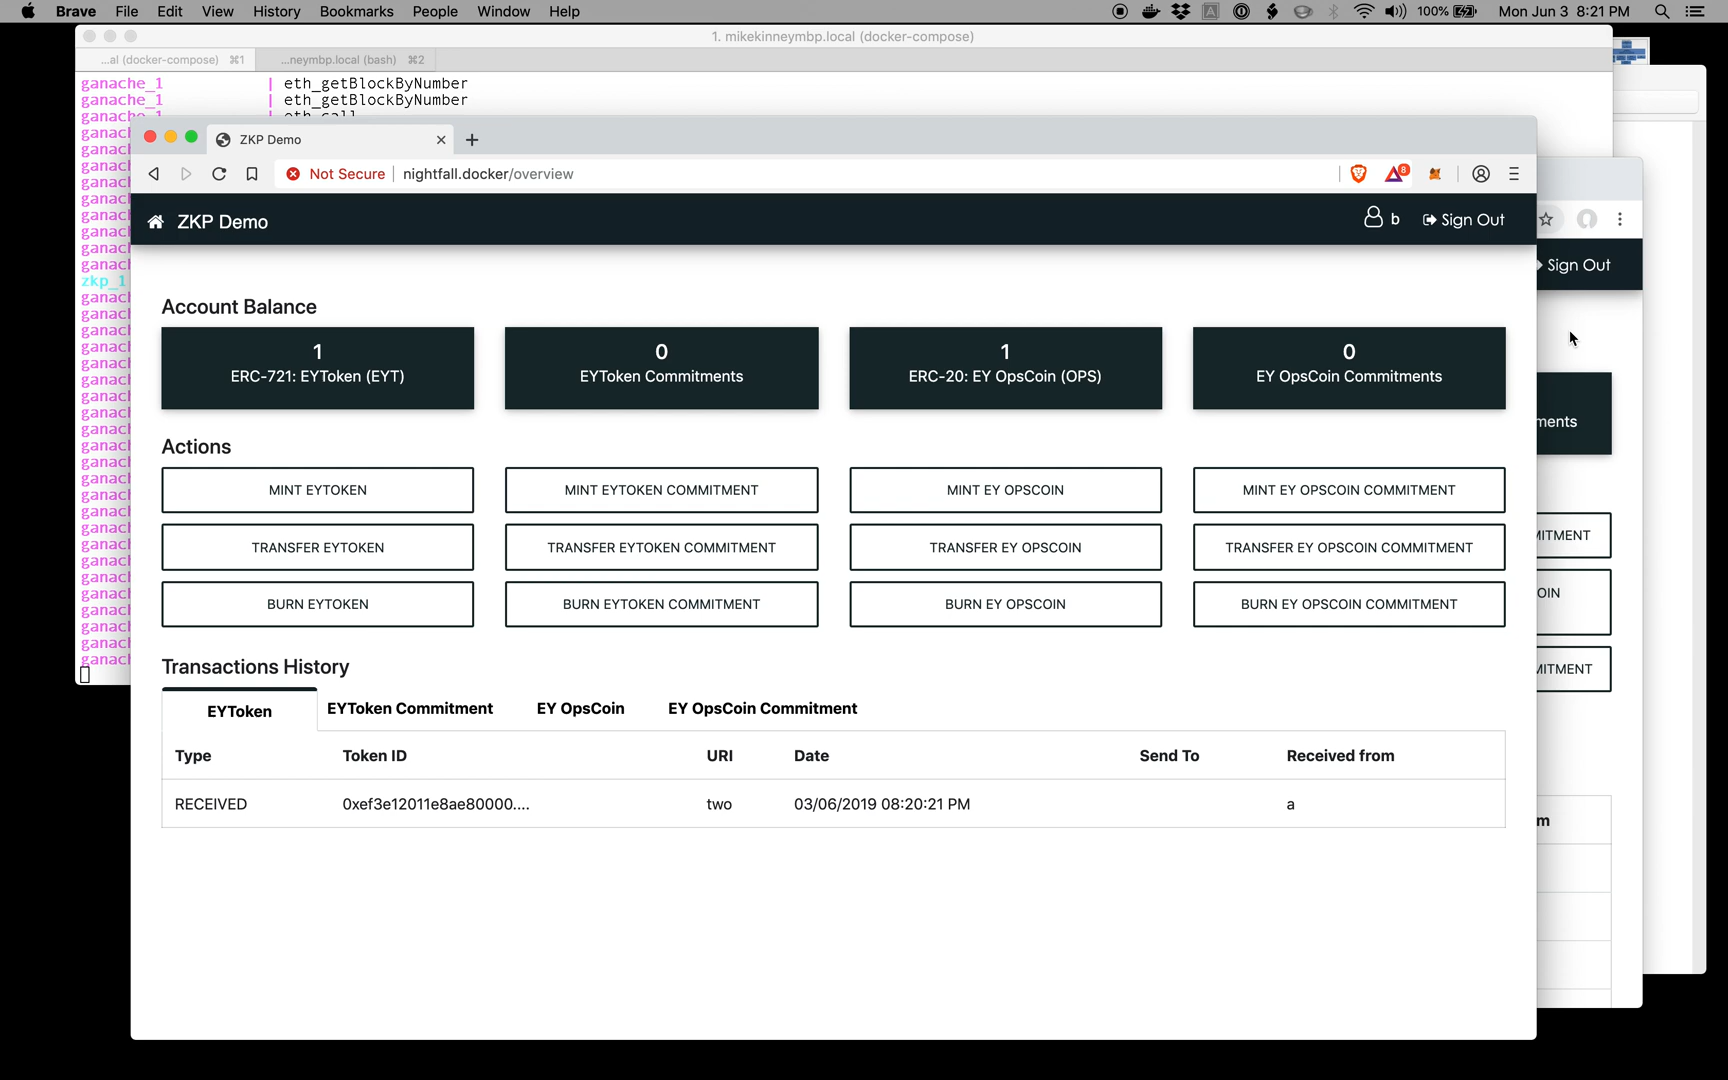 Brave File Edit View History Bookmarks People Window Help 100% Mon Jun 3 8:21 PM
1. mikekinneymbp.local (docker-compose)
...al (docker-compose) ⌘1 ...neymbp.local (bash) ⌘2
ganache_1 | eth_getBlockByNumber
ganache_1 | eth_getBlockByNumber
ganache_1 | eth_call
ZKP Demo
Not Secure nightfall.docker/overview 8
ZKP Demo b Sign Out
Sign Out
zkp_1
Account Balance
1 0 1 0
ERC-721: EYToken (EYT) EYToken Commitments ERC-20: EY OpsCoin (OPS) EY OpsCoin Commitments
ments
Actions
MINT EYTOKEN MINT EYTOKEN COMMITMENT MINT EY OPSCOIN MINT EY OPSCOIN COMMITMENT
MITMENT
TRANSFER EYTOKEN TRANSFER EYTOKEN COMMITMENT TRANSFER EY OPSCOIN TRANSFER EY OPSCOIN COMMITMENT
OIN
BURN EYTOKEN BURN EYTOKEN COMMITMENT BURN EY OPSCOIN BURN EY OPSCOIN COMMITMENT
MITMENT
Transactions History
EYToken EYToken Commitment EY OpsCoin EY OpsCoin Commitment
Type Token ID URI Date Send To Received from
RECEIVED 0xef3e12011e8ae80000.... two 03/06/2019 08:20:21 PM a
m